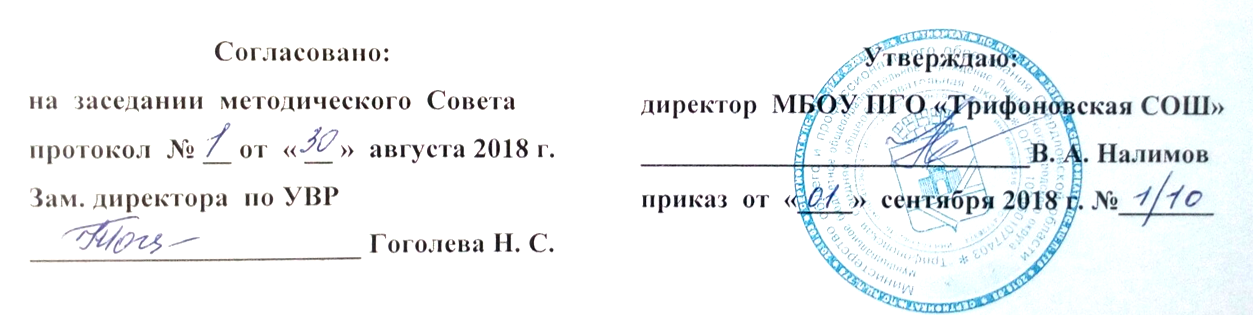 Согласовано:
на заседании методического Совета
протокол № 1 от «30» августа 2018 г.
Зам. директора по УВР
Гоголева Н. С.
Утверждаю:
директор МБОУ ПГО «Трифоновская СОШ»
В. А. Налимов
приказ от «01» сентября 2018 г. № 1/10